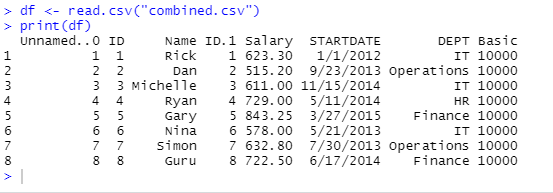 > df <- read.csv("combined.csv")
> print(df)
  Unnamed..0 ID     Name ID.1 Salary  STARTDATE       DEPT Basic
1          1  1     Rick    1 623.30   1/1/2012         IT 10000
2          2  2      Dan    2 515.20  9/23/2013 Operations 10000
3          3  3 Michelle    3 611.00 11/15/2014         IT 10000
4          4  4     Ryan    4 729.00  5/11/2014         HR 10000
5          5  5     Gary    5 843.25  3/27/2015    Finance 10000
6          6  6     Nina    6 578.00  5/21/2013         IT 10000
7          7  7    Simon    7 632.80  7/30/2013 Operations 10000
8          8  8     Guru    8 722.50  6/17/2014    Finance 10000
>